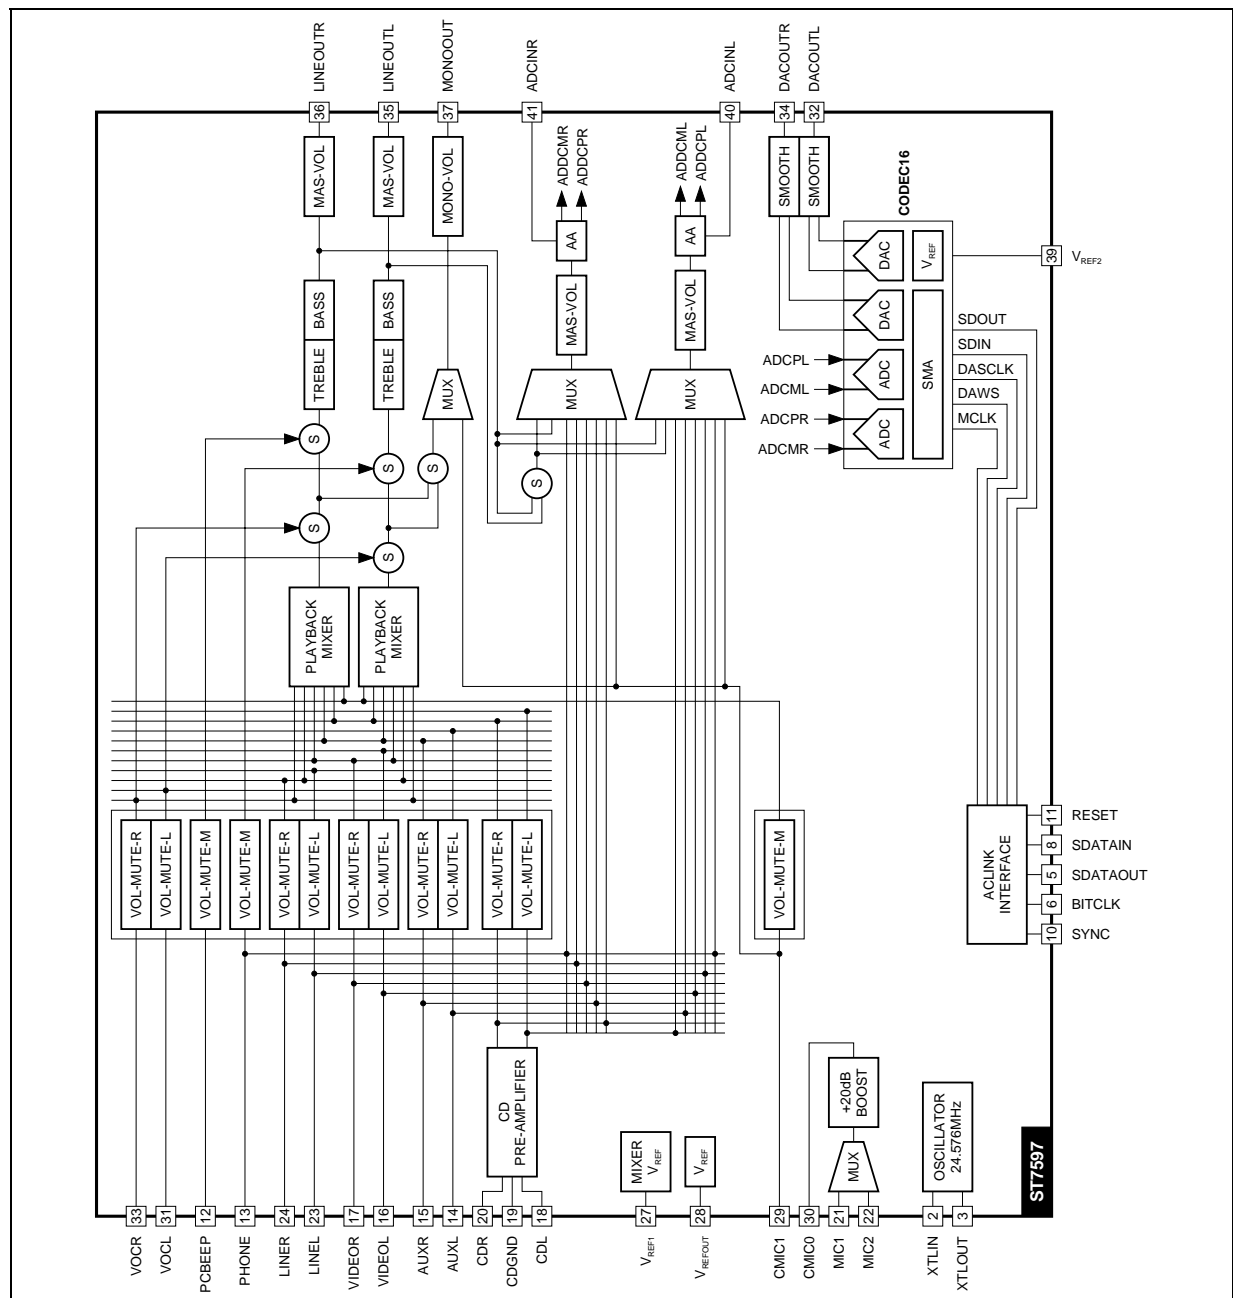 LINEOUTR
LINEOUTL
MONOOUT
ADCINR
ADCINL
DACOUTR
DACOUTL
36
35
37
41
40
34
32
MAS-VOL
MAS-VOL
MONO-VOL
ADDCMR
ADDCPR
ADDCML
ADDCPL
SMOOTH
SMOOTH
CODEC16
AA
AA
BASS
BASS
MAS-VOL
MAS-VOL
DAC
VREF
39
VREF2
DAC
TREBLE
TREBLE
MUX
MUX
MUX
ADCPL
ADCML
ADCPR
ADCMR
ADC
ADC
SMA
SDOUT
SDIN
DASCLK
DAWS
MCLK
S
S
S
S
S
S
PLAYBACK
MIXER
PLAYBACK
MIXER
VOL-MUTE-R
VOL-MUTE-L
VOL-MUTE-M
VOL-MUTE-M
VOL-MUTE-R
VOL-MUTE-L
VOL-MUTE-R
VOL-MUTE-L
VOL-MUTE-R
VOL-MUTE-L
VOL-MUTE-R
VOL-MUTE-L
VOL-MUTE-M
ACLINK
INTERFACE
11
RESET
8
SDATAIN
5
SDATAOUT
6
BITCLK
10
SYNC
CD
PRE-AMPLIFIER
MIXER
VREF
VREF
+20dB
BOOST
MUX
OSCILLATOR
24.576MHz
ST7597
33
31
12
13
24
23
17
16
15
14
20
19
18
27
28
29
30
21
22
2
3
VOCR
VOCL
PCBEEP
PHONE
LINER
LINEL
VIDEOR
VIDEOL
AUXR
AUXL
CDR
CDGND
CDL
VREF1
VREFOUT
CMIC1
CMIC0
MIC1
MIC2
XTLIN
XTLOUT